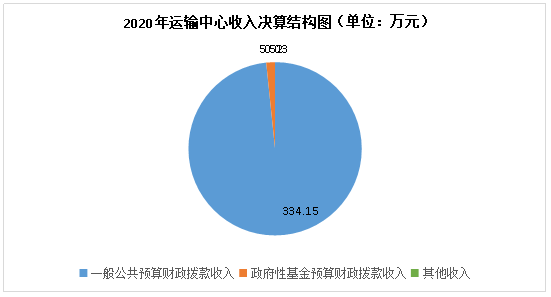 2020年运输中心收入决算结构图（单位：万元）
334.15
一般公共预算财政拨款收入 政府性基金预算财政拨款收入 其他收入